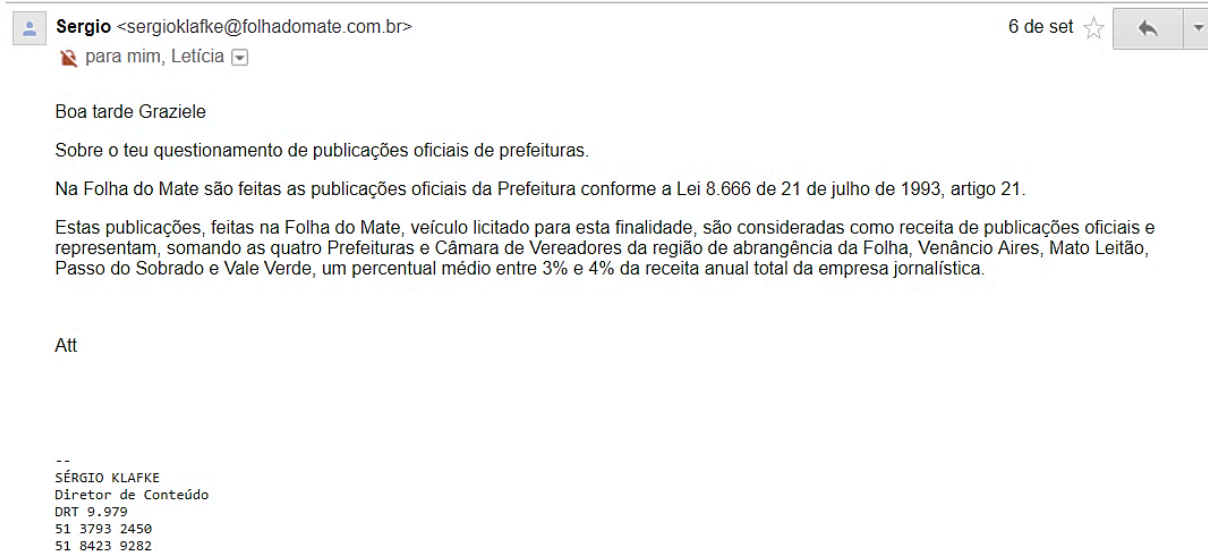 Sergio <sergioklafke@folhadomate.com.br>
6 de set
para mim, Letícia
Boa tarde Graziele
Sobre o teu questionamento de publicações oficiais de prefeituras.
Na Folha do Mate são feitas as publicações oficiais da Prefeitura conforme a Lei 8.666 de 21 de julho de 1993, artigo 21.
Estas publicações, feitas na Folha do Mate, veículo licitado para esta finalidade, são consideradas como receita de publicações oficiais e
representam, somando as quatro Prefeituras e Câmara de Vereadores da região de abrangência da Folha, Venâncio Aires, Mato Leitão,
Passo do Sobrado e Vale Verde, um percentual médio entre 3% e 4% da receita anual total da empresa jornalística.
Att
--
SÉRGIO KLAFKE
Diretor de Conteúdo
DRT 9.979
51 3793 2450
51 8423 9282